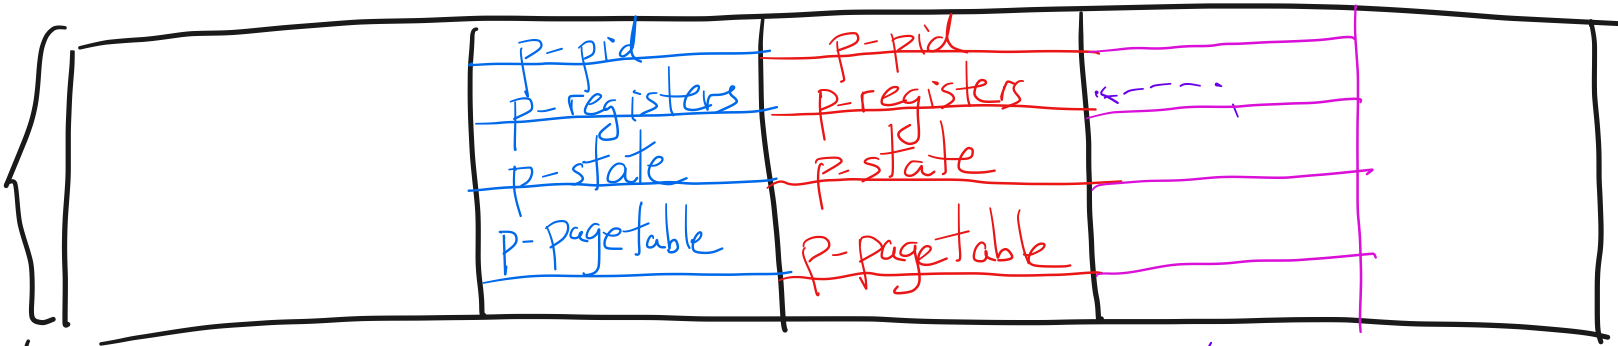 p-pid
p-registers
p-state
p-pagetable
p-pid
p-registers
p-state
p-pagetable